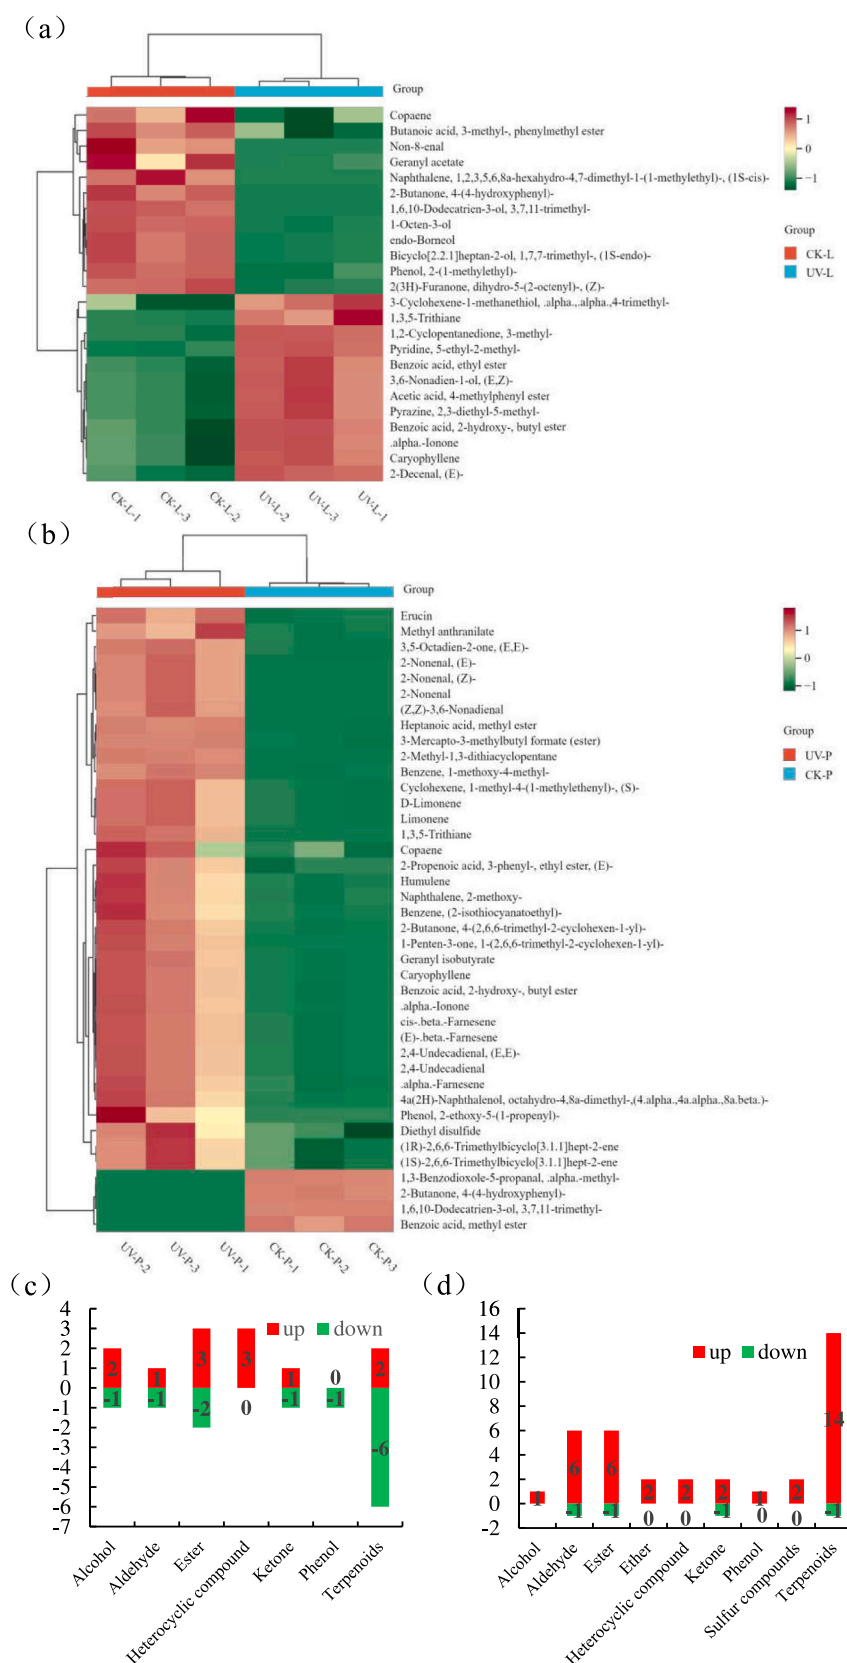 (a)
Group
Copaene
Butanoic acid, 3-methyl-, phenylmethyl ester
Non-8-enal
Geranyl acetate
Naphthalene, 1,2,3,5,6,8a-hexahydro-4,7-dimethyl-1-(1-methylethyl)-, (1S-cis)-
2-Butanone, 4-(4-hydroxyphenyl)-
1,6,10-Dodecatrien-3-ol, 3,7,11-trimethyl-
1-Octen-3-ol
endo-Borneol
Bicyclo[2.2.1]heptan-2-ol, 1,7,7-trimethyl-, (1S-endo)-
Phenol, 2-(1-methylethyl)-
2(3H)-Furanone, dihydro-5-(2-octenyl)-, (Z)-
3-Cyclohexene-1-methanethiol, .alpha.,.alpha.,4-trimethyl-
1,3,5-Trithiane
1,2-Cyclopentanedione, 3-methyl-
Pyridine, 5-ethyl-2-methyl-
Benzoic acid, ethyl ester
3,6-Nonadien-1-ol, (E,Z)-
Acetic acid, 4-methylphenyl ester
Pyrazine, 2,3-diethyl-5-methyl-
Benzoic acid, 2-hydroxy-, butyl ester
.alpha.-Ionone
Caryophyllene
2-Decenal, (E)-
1
0
−1
Group
CK-L
UV-L
CK-L-1
CK-L-3
CK-L-2
UV-L-2
UV-L-3
UV-L-1
(b)
Group
Erucin
Methyl anthranilate
3,5-Octadien-2-one, (E,E)-
2-Nonenal, (E)-
2-Nonenal, (Z)-
2-Nonenal
(Z,Z)-3,6-Nonadienal
Heptanoic acid, methyl ester
3-Mercapto-3-methylbutyl formate (ester)
2-Methyl-1,3-dithiacyclopentane
Benzene, 1-methoxy-4-methyl-
Cyclohexene, 1-methyl-4-(1-methylethenyl)-, (S)-
D-Limonene
Limonene
1,3,5-Trithiane
Copaene
2-Propenoic acid, 3-phenyl-, ethyl ester, (E)-
Humulene
Naphthalene, 2-methoxy-
Benzene, (2-isothiocyanatoethyl)-
2-Butanone, 4-(2,6,6-trimethyl-2-cyclohexen-1-yl)-
1-Penten-3-one, 1-(2,6,6-trimethyl-2-cyclohexen-1-yl)-
Geranyl isobutyrate
Caryophyllene
Benzoic acid, 2-hydroxy-, butyl ester
.alpha.-Ionone
cis-.beta.-Farnesene
(E)-.beta.-Farnesene
2,4-Undecadienal, (E,E)-
2,4-Undecadienal
.alpha.-Farnesene
4a(2H)-Naphthalenol, octahydro-4,8a-dimethyl-,(4.alpha.,4a.alpha.,8a.beta.)-
Phenol, 2-ethoxy-5-(1-propenyl)-
Diethyl disulfide
(1R)-2,6,6-Trimethylbicyclo[3.1.1]hept-2-ene
(1S)-2,6,6-Trimethylbicyclo[3.1.1]hept-2-ene
1,3-Benzodioxole-5-propanal, .alpha.-methyl-
2-Butanone, 4-(4-hydroxyphenyl)-
1,6,10-Dodecatrien-3-ol, 3,7,11-trimethyl-
Benzoic acid, methyl ester
1
0
−1
Group
UV-P
CK-P
UV-P-2
UV-P-3
UV-P-1
CK-P-1
CK-P-2
CK-P-3
(c)
4
3
2
1
0
-1
-2
-3
-4
-5
-6
-7
up
down
2
1
3
3
1
0
2
-1
-1
-2
0
-1
-1
-6
Alcohol
Aldehyde
Ester
Heterocyclic compound
Ketone
Phenol
Terpenoids
(d)
16
14
12
10
8
6
4
2
0
-2
up
down
1
6
6
2
2
2
1
2
14
-1
-1
0
0
-1
0
0
-1
Alcohol
Aldehyde
Ester
Ether
Heterocyclic compound
Ketone
Phenol
Sulfur compounds
Terpenoids